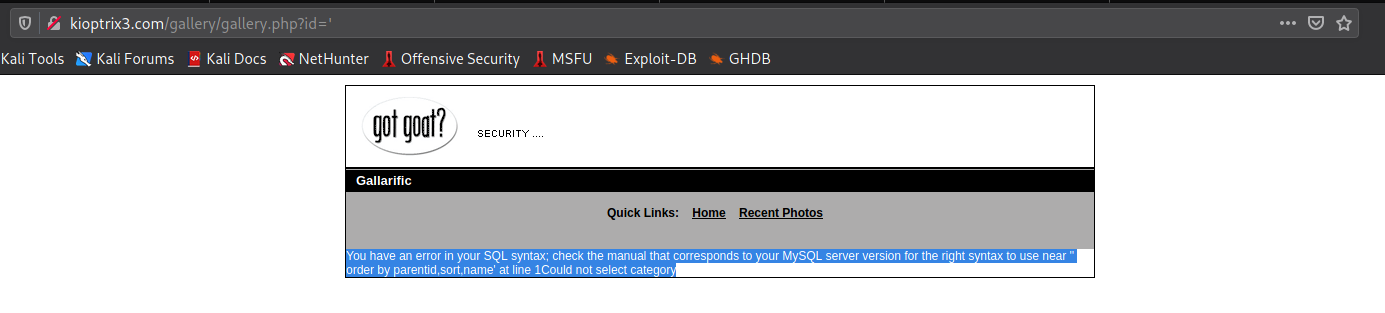 kioptrix3.com/gallery/gallery.php?id='
Kali Tools Kali Forums Kali Docs NetHunter Offensive Security MSFU Exploit-DB GHDB
got goat? SECURITY ....
Gallarific
Quick Links: Home Recent Photos
You have an error in your SQL syntax; check the manual that corresponds to your MySQL server version for the right syntax to use near ''
order by parentid,sort,name' at line 1Could not select category